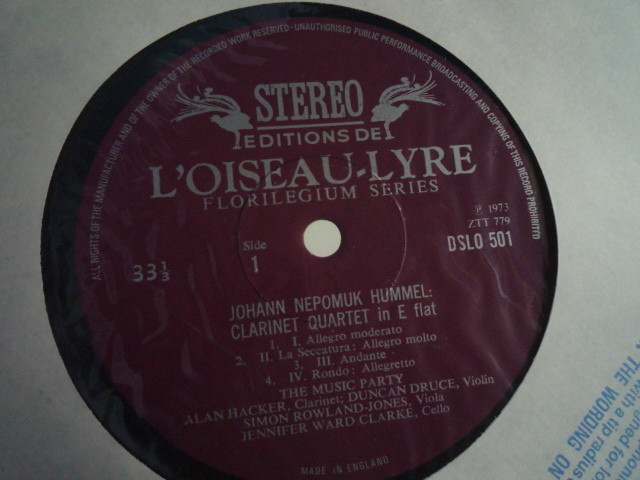 ALL RIGHTS OF THE MANUFACTURER AND OF THE OWNER OF THE RECORDED WORK RESERVED - UNAUTHORISED PUBLIC PERFORMANCE BROADCASTING AND COPYING OF THIS RECORD PROHIBITED
STEREO
EDITIONS DE
L'OISEAU-LYRE
FLORILEGIUM SERIES
℗ 1973
ZTT 779
DSLO 501
Side
1
33⅓
JOHANN NEPOMUK HUMMEL:
CLARINET QUARTET in E flat
1. I. Allegro moderato
2. II. La Seccatura: Allegro molto
3. III. Andante
4. IV. Rondo: Allegretto
THE MUSIC PARTY
ALAN HACKER, Clarinet; DUNCAN DRUCE, Violin
SIMON ROWLAND-JONES, Viola
JENNIFER WARD CLARKE, Cello
MADE IN ENGLAND
THE WORDING ON
with a tip radius